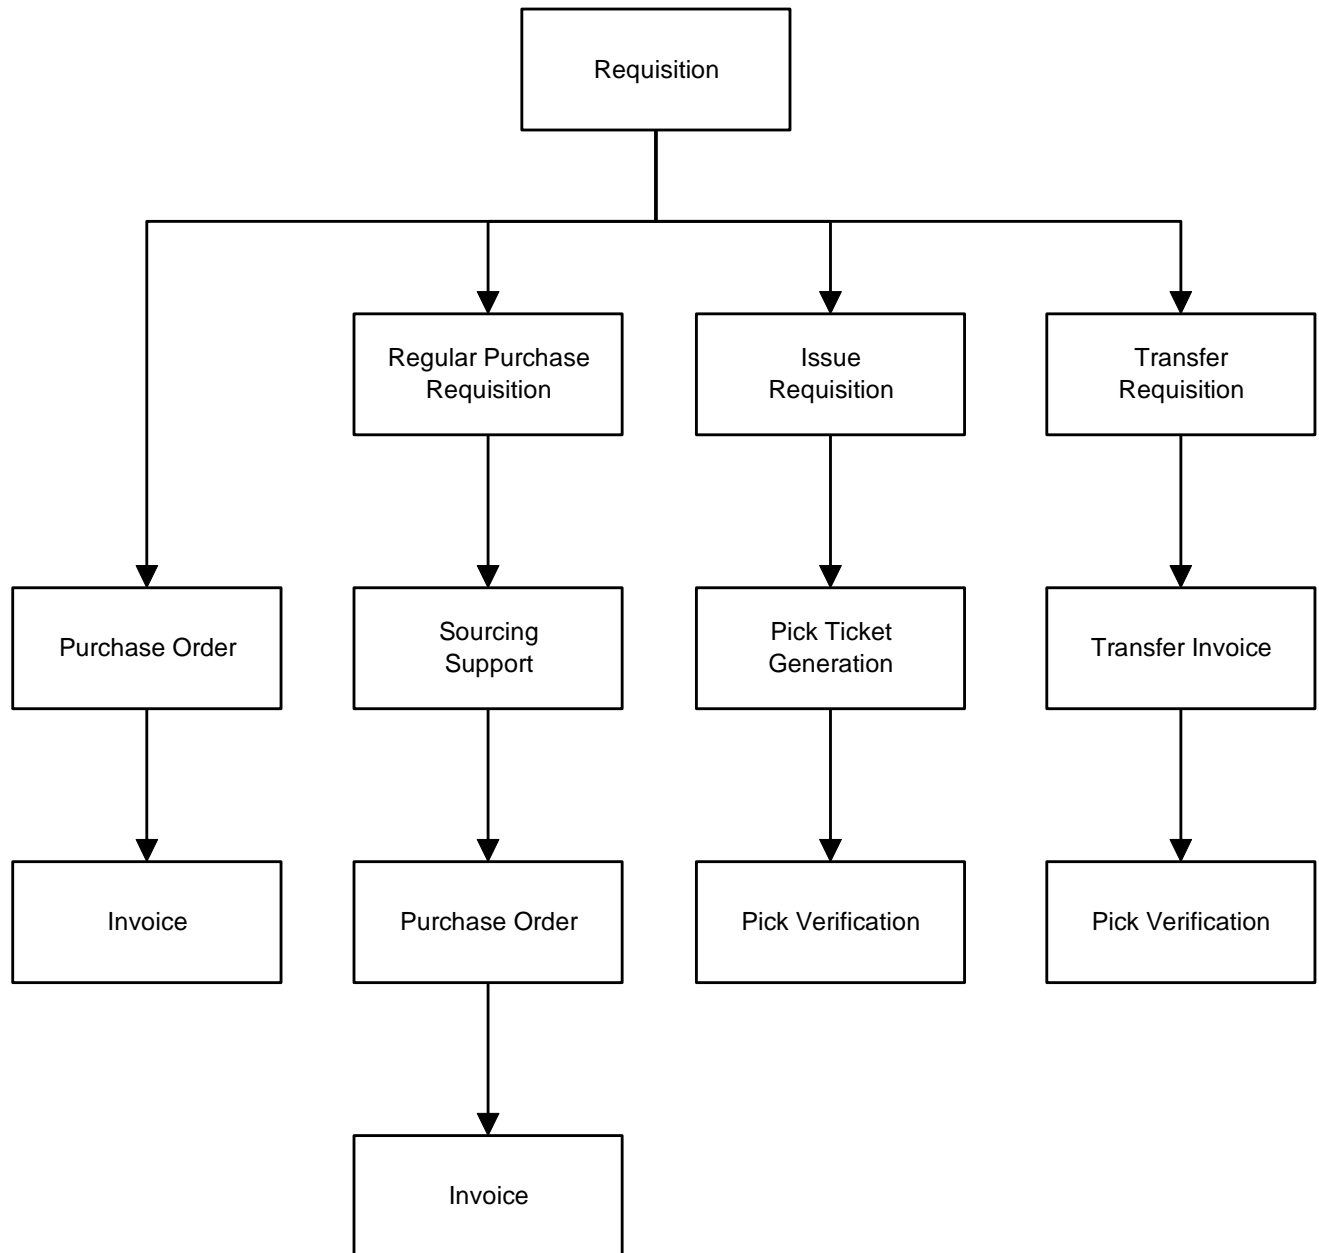 Requisition
Regular Purchase
Requisition
Issue
Requisition
Transfer
Requisition
Purchase Order
Sourcing
Support
Pick Ticket
Generation
Transfer Invoice
Invoice
Purchase Order
Pick Verification
Pick Verification
Invoice